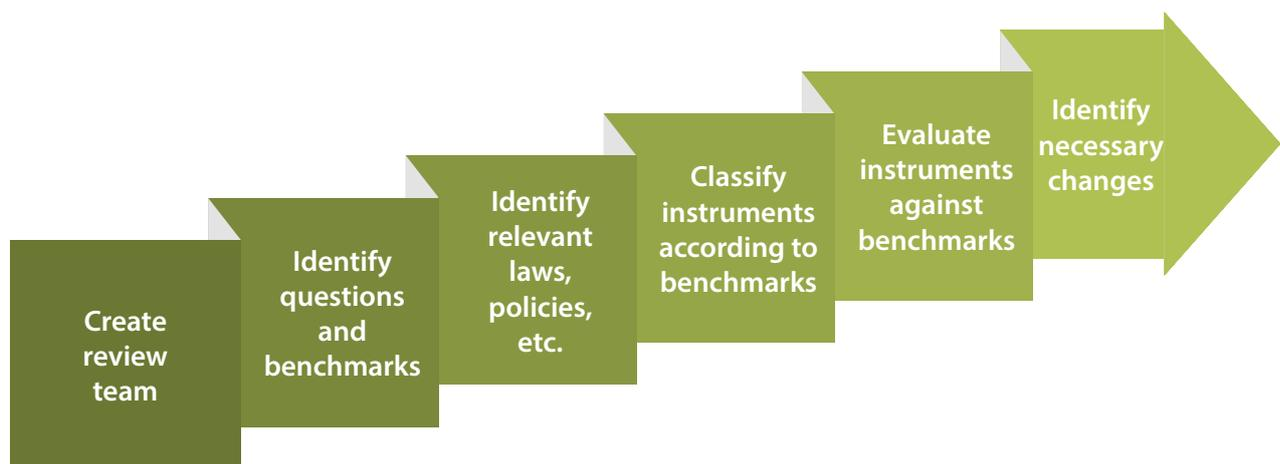 Create
review
team
Identify
questions
and
benchmarks
Identify
relevant
laws,
policies,
etc.
Classify
instruments
according to
benchmarks
Evaluate
instruments
against
benchmarks
Identify
necessary
changes